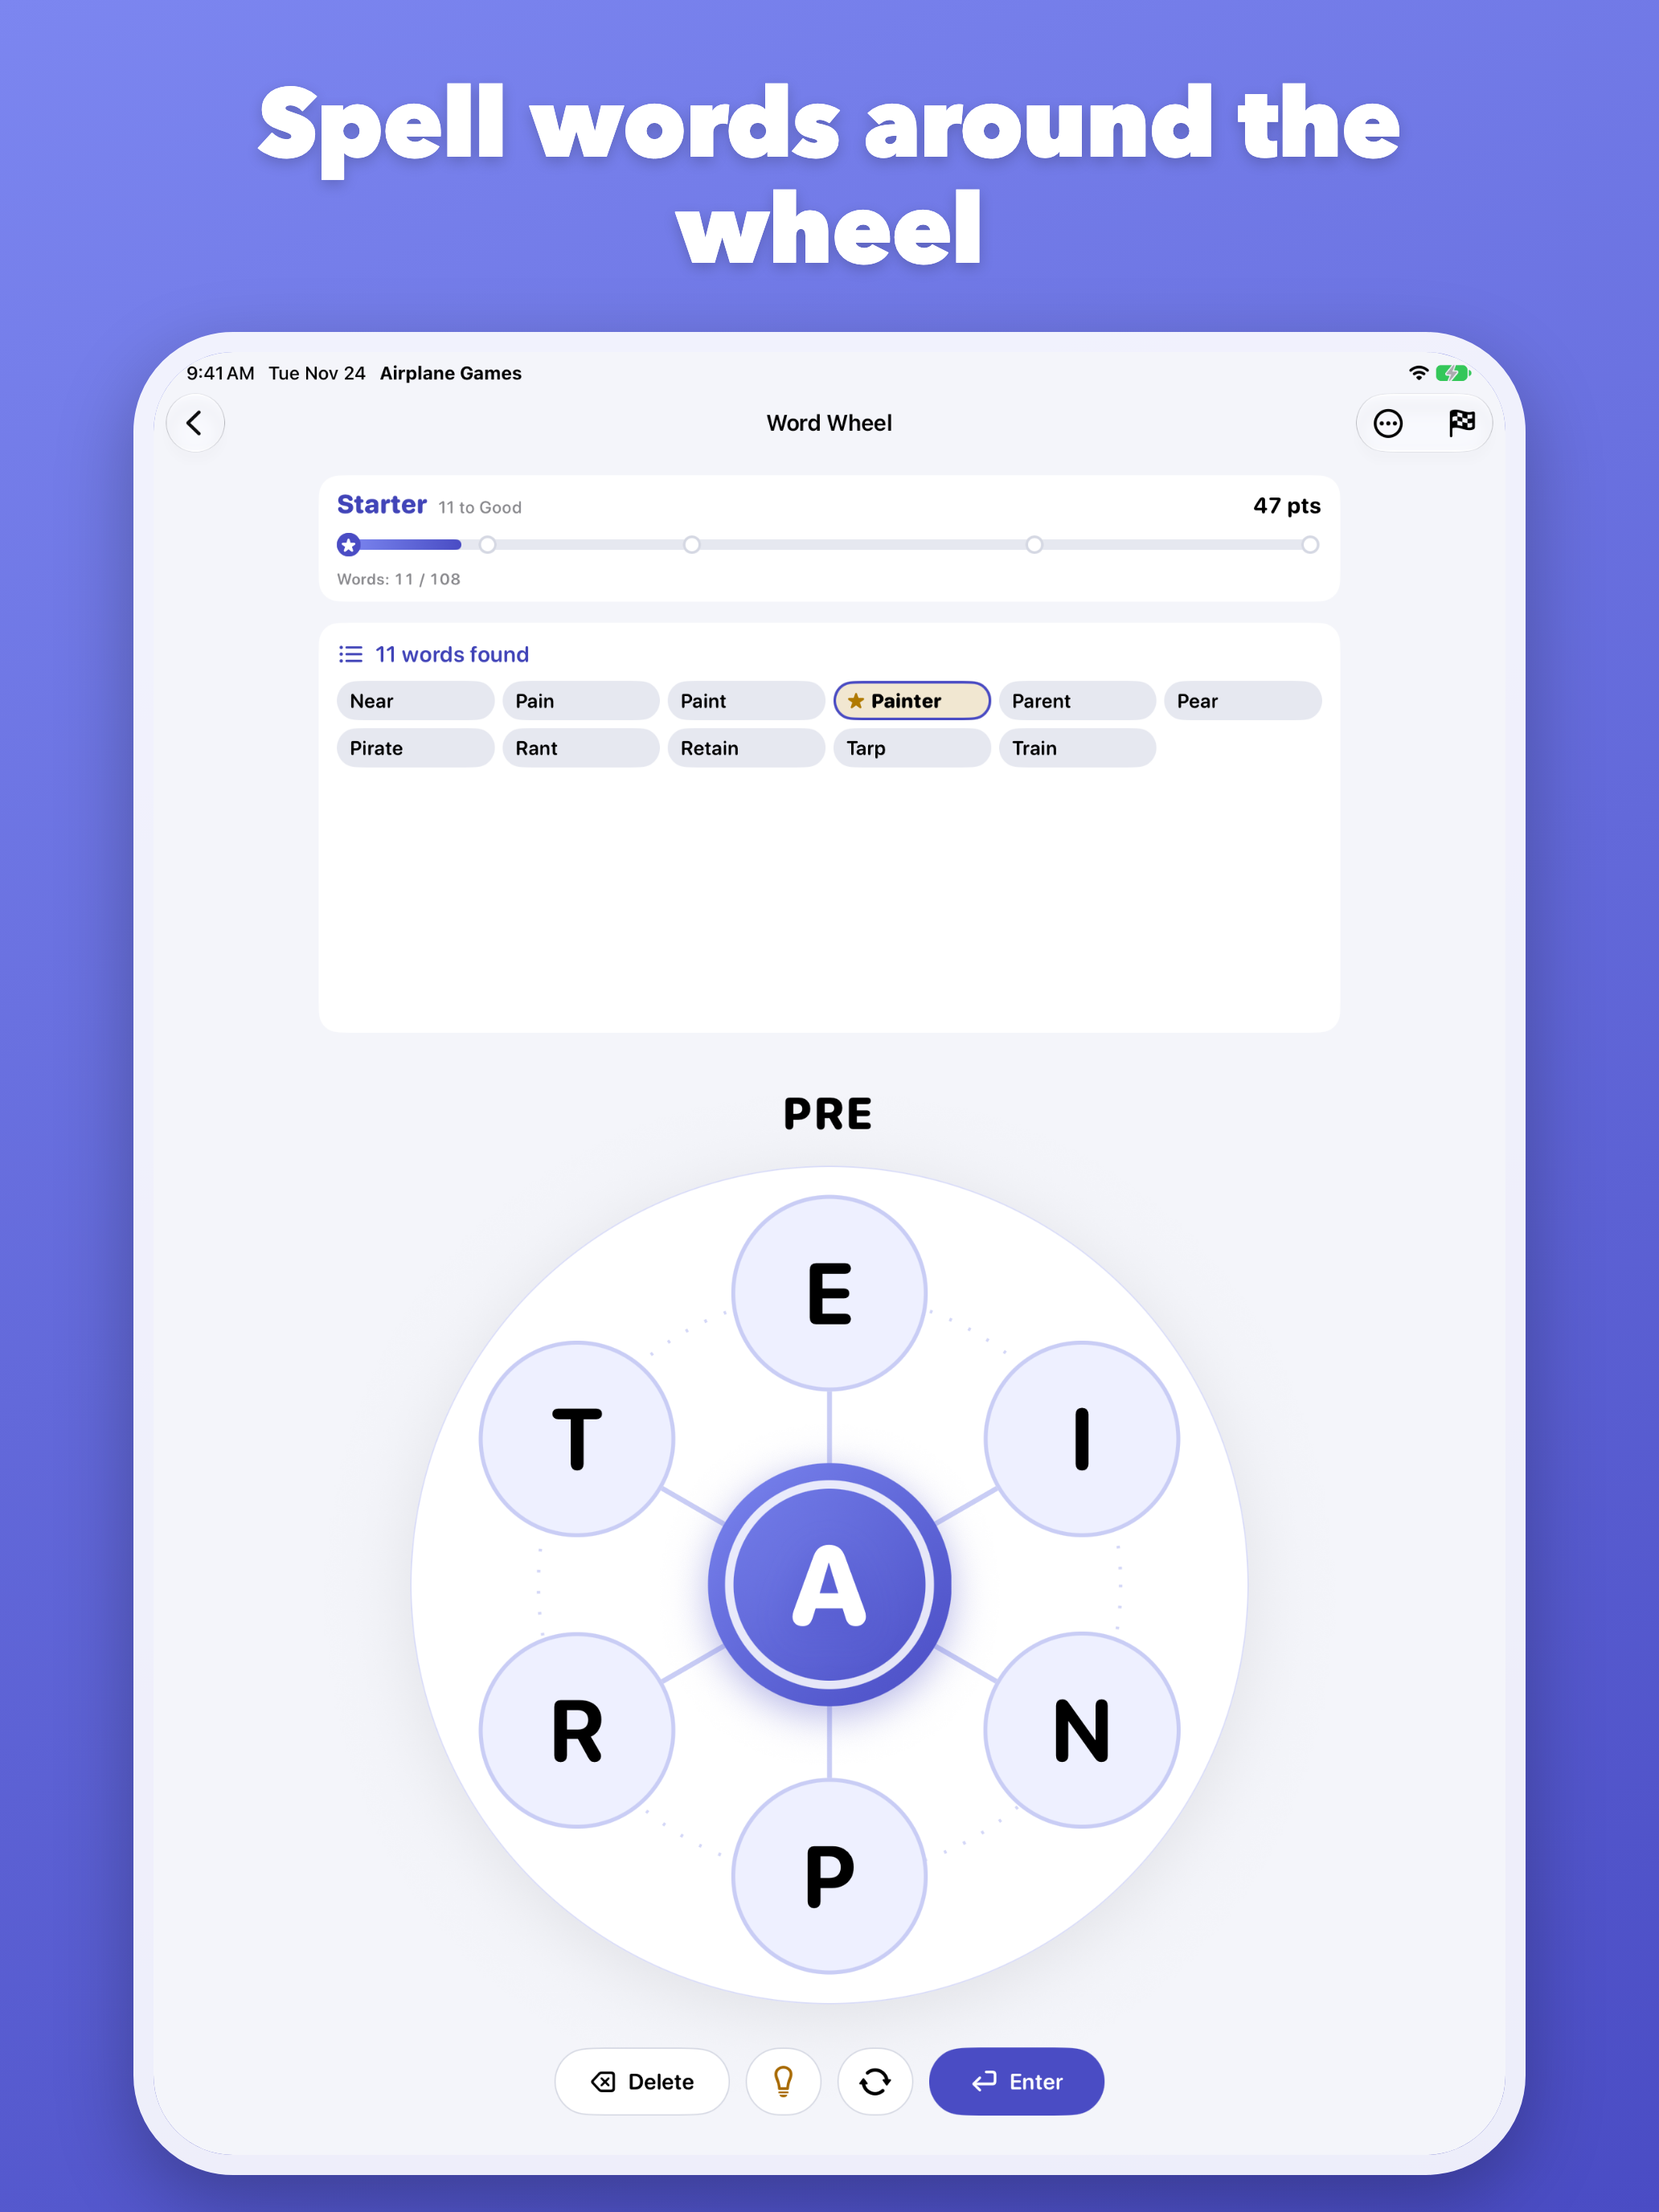 Spell words around the
wheel
9:41 AM Tue Nov 24 Airplane Games
Word Wheel
Starter 11 to Good 47 pts
Words: 11 / 108
11 words found
Near Pain Paint Painter Parent Pear
Pirate Rant Retain Tarp Train
PRE
E
T I
A
R N
P
Delete Enter